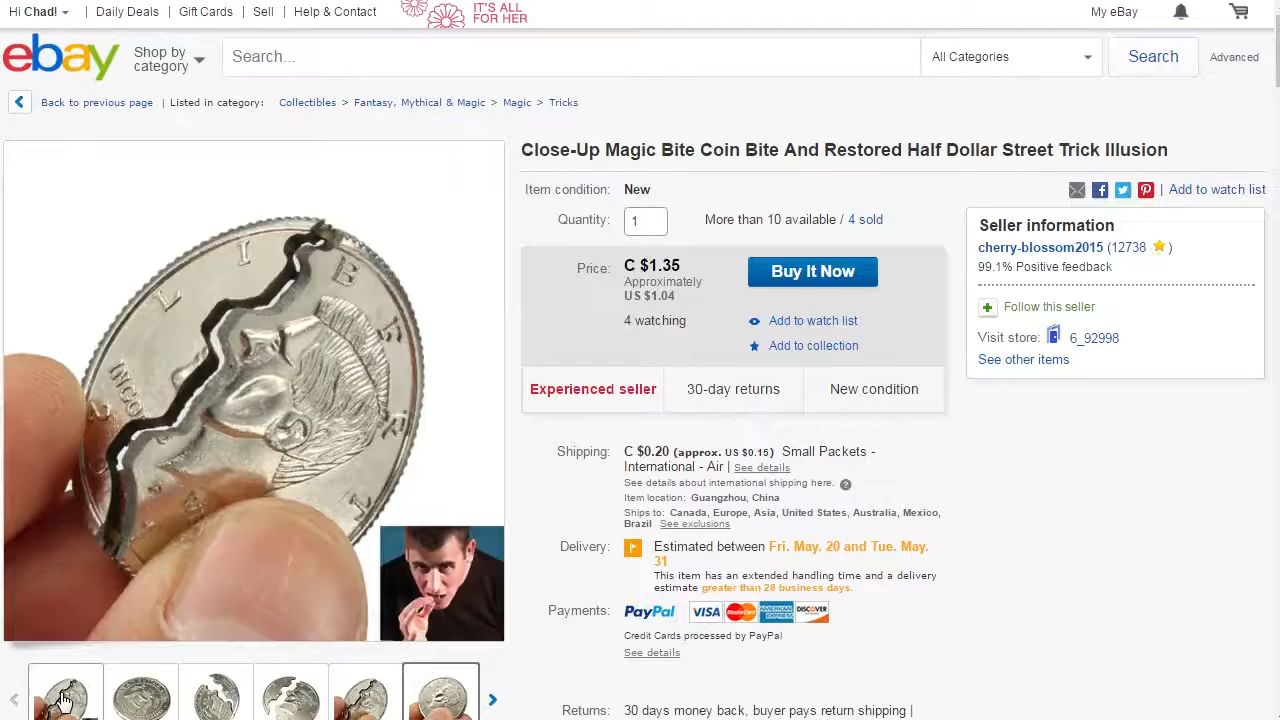 Hi Chad!
Daily Deals
Gift Cards
Sell
Help & Contact
IT'S ALL
FOR HER
My eBay
ebay
Shop by
category
Search...
All Categories
Search
Advanced
Back to previous page | Listed in category: Collectibles > Fantasy, Mythical & Magic > Magic > Tricks
LIBERT
Close-Up Magic Bite Coin Bite And Restored Half Dollar Street Trick Illusion
Item condition: New
Quantity: 1 More than 10 available / 4 sold
Price: C $1.35
Approximately
US $1.04
Buy It Now
4 watching
Add to watch list
Add to collection
Experienced seller
30-day returns
New condition
Shipping: C $0.20 (approx. US $0.15) Small Packets -
International - Air | See details
See details about international shipping here. ?
Item location: Guangzhou, China
Ships to: Canada, Europe, Asia, United States, Australia, Mexico,
Brazil See exclusions
Delivery: Estimated between Fri. May. 20 and Tue. May.
31
This item has an extended handling time and a delivery
estimate greater than 28 business days.
Payments: PayPal VISA MasterCard AMERICAN EXPRESS DISCOVER
Credit Cards processed by PayPal
See details
Returns: 30 days money back, buyer pays return shipping |
| Add to watch list
Seller information
cherry-blossom2015 (12738 )
99.1% Positive feedback
Follow this seller
Visit store: 6_92998
See other items